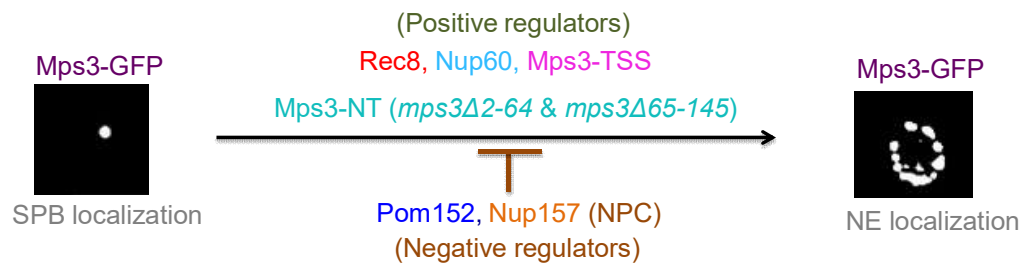 (Positive regulators)
Mps3-GFP
Rec8, Nup60, Mps3-TSS
Mps3-GFP
Mps3-NT (mps3Δ2-64 & mps3Δ65-145)
SPB localization
Pom152, Nup157 (NPC)
NE localization
(Negative regulators)